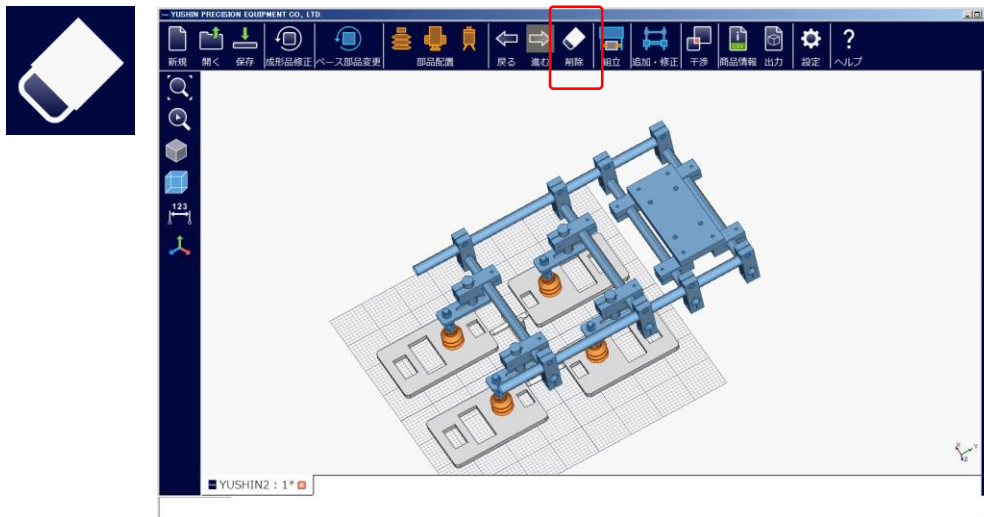 YUSHIN PRECISION EQUIPMENT CO., LTD.
新規 開く 保存 成形品修正 ベース部品変更 部品配置 戻る 進む 削除 組立 追加・修正 干渉 商品情報 出力 設定 ヘルプ
?
123
YUSHIN2 : 1*
X Y Z